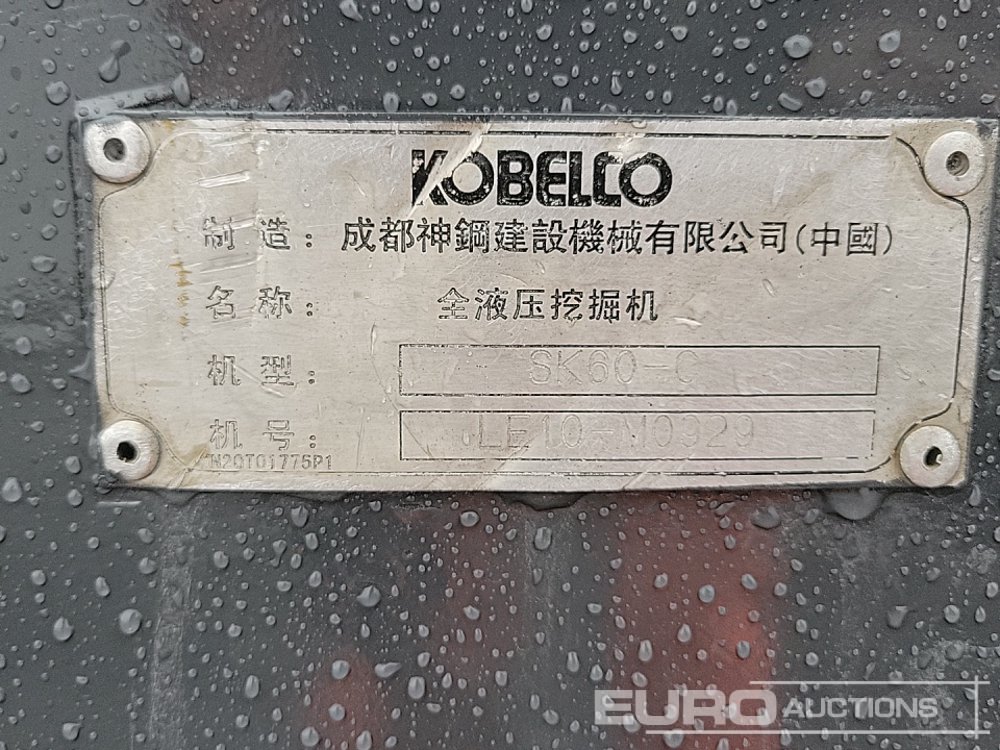 KOBELCO
制造：成都神鋼建設機械有限公司(中國)
名称：全液压挖掘机
机型：SK60-C
机号：LE10-M0929
N20T01775P1
EURO AUCTIONS